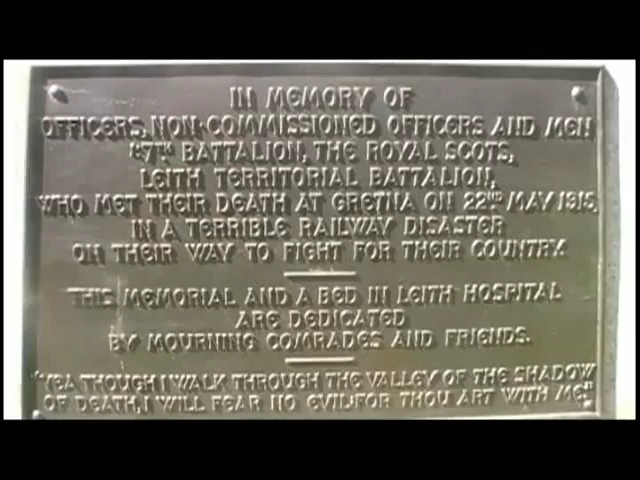 IN MEMORY OF
OFFICERS, NON-COMMISSIONED OFFICERS AND MEN
7TH BATTALION, THE ROYAL SCOTS,
LEITH TERRITORIAL BATTALION,
WHO MET THEIR DEATH AT GRETNA ON 22ND MAY 1915,
IN A TERRIBLE RAILWAY DISASTER
ON THEIR WAY TO FIGHT FOR THEIR COUNTRY.
THIS MEMORIAL AND A BED IN LEITH HOSPITAL
ARE DEDICATED
BY MOURNING COMRADES AND FRIENDS.
"YEA THOUGH I WALK THROUGH THE VALLEY OF THE SHADOW
OF DEATH, I WILL FEAR NO EVIL: FOR THOU ART WITH ME."